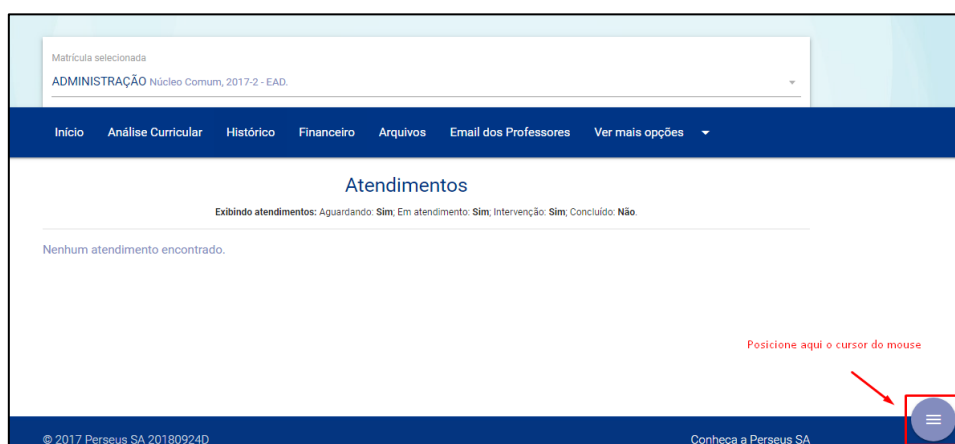 Matrícula selecionada
ADMINISTRAÇÃO Núcleo Comum, 2017-2 - EAD.
Início Análise Curricular Histórico Financeiro Arquivos Email dos Professores Ver mais opções
Atendimentos
Exibindo atendimentos: Aguardando: Sim; Em atendimento: Sim; Intervenção: Sim; Concluído: Não.
Nenhum atendimento encontrado.
Posicione aqui o cursor do mouse
© 2017 Perseus SA 20180924D Conheça a Perseus SA